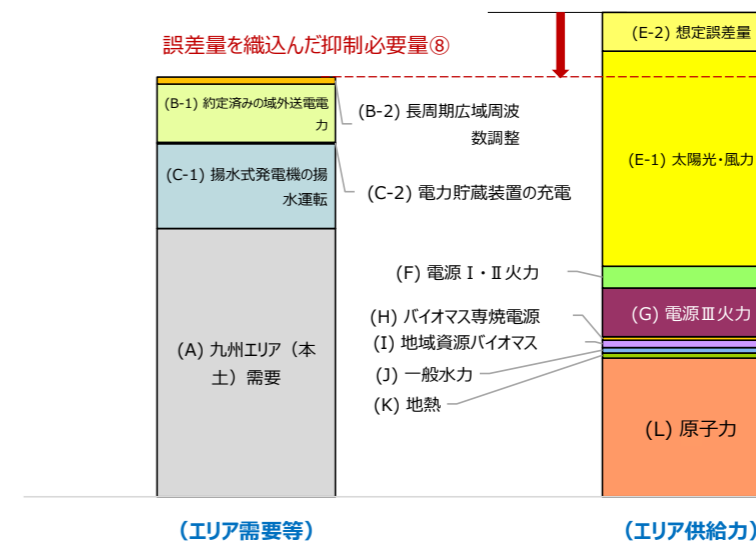 誤差量を織込んだ抑制必要量⑧
(B-1) 約定済みの域外送電電
力
(B-2) 長周期広域周波
数調整
(C-1) 揚水式発電機の揚
水運転
(C-2) 電力貯蔵装置の充電
(A) 九州エリア（本
土）需要
(E-2) 想定誤差量
(E-1) 太陽光・風力
(F) 電源Ⅰ・Ⅱ火力
(G) 電源Ⅲ火力
(H) バイオマス専焼電源
(I) 地域資源バイオマス
(J) 一般水力
(K) 地熱
(L) 原子力
（エリア需要等）
（エリア供給力）